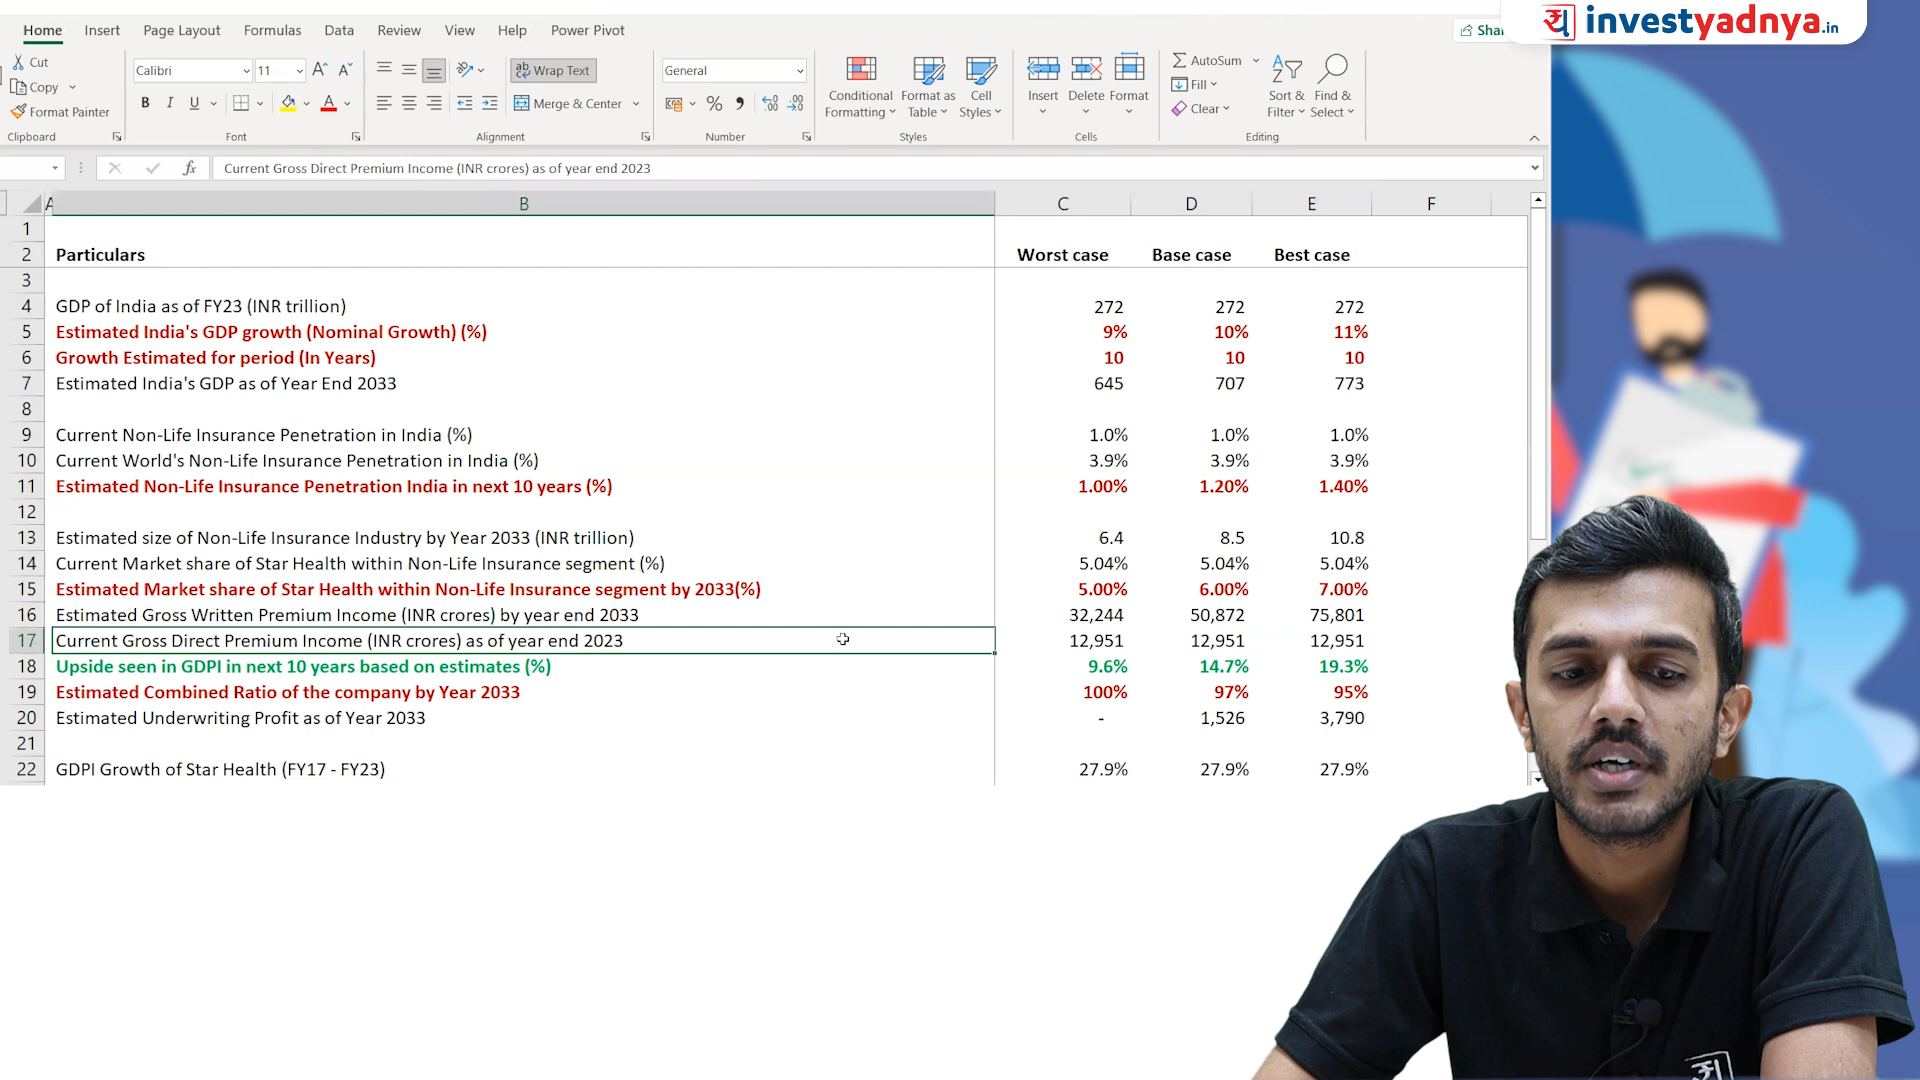 investyadnya.in
Home Insert Page Layout Formulas Data Review View Help Power Pivot
Cut
Copy
Format Painter
Clipboard
Calibri 11
B I U A
Font
Wrap Text
Merge & Center
Alignment
General
% ,
Number
Conditional Formatting
Format as Table
Cell Styles
Styles
Insert Delete Format
Cells
AutoSum
Fill
Clear
Sort & Filter
Find & Select
Editing
fx Current Gross Direct Premium Income (INR crores) as of year end 2023
B C D E F
1
2 Particulars Worst case Base case Best case
3
4 GDP of India as of FY23 (INR trillion) 272 272 272
5 Estimated India's GDP growth (Nominal Growth) (%) 9% 10% 11%
6 Growth Estimated for period (In Years) 10 10 10
7 Estimated India's GDP as of Year End 2033 645 707 773
8
9 Current Non-Life Insurance Penetration in India (%) 1.0% 1.0% 1.0%
10 Current World's Non-Life Insurance Penetration in India (%) 3.9% 3.9% 3.9%
11 Estimated Non-Life Insurance Penetration India in next 10 years (%) 1.00% 1.20% 1.40%
12
13 Estimated size of Non-Life Insurance Industry by Year 2033 (INR trillion) 6.4 8.5 10.8
14 Current Market share of Star Health within Non-Life Insurance segment (%) 5.04% 5.04% 5.04%
15 Estimated Market share of Star Health within Non-Life Insurance segment by 2033(%) 5.00% 6.00% 7.00%
16 Estimated Gross Written Premium Income (INR crores) by year end 2033 32,244 50,872 75,801
17 Current Gross Direct Premium Income (INR crores) as of year end 2023 12,951 12,951 12,951
18 Upside seen in GDPI in next 10 years based on estimates (%) 9.6% 14.7% 19.3%
19 Estimated Combined Ratio of the company by Year 2033 100% 97% 95%
20 Estimated Underwriting Profit as of Year 2033 - 1,526 3,790
21
22 GDPI Growth of Star Health (FY17 - FY23) 27.9% 27.9% 27.9%